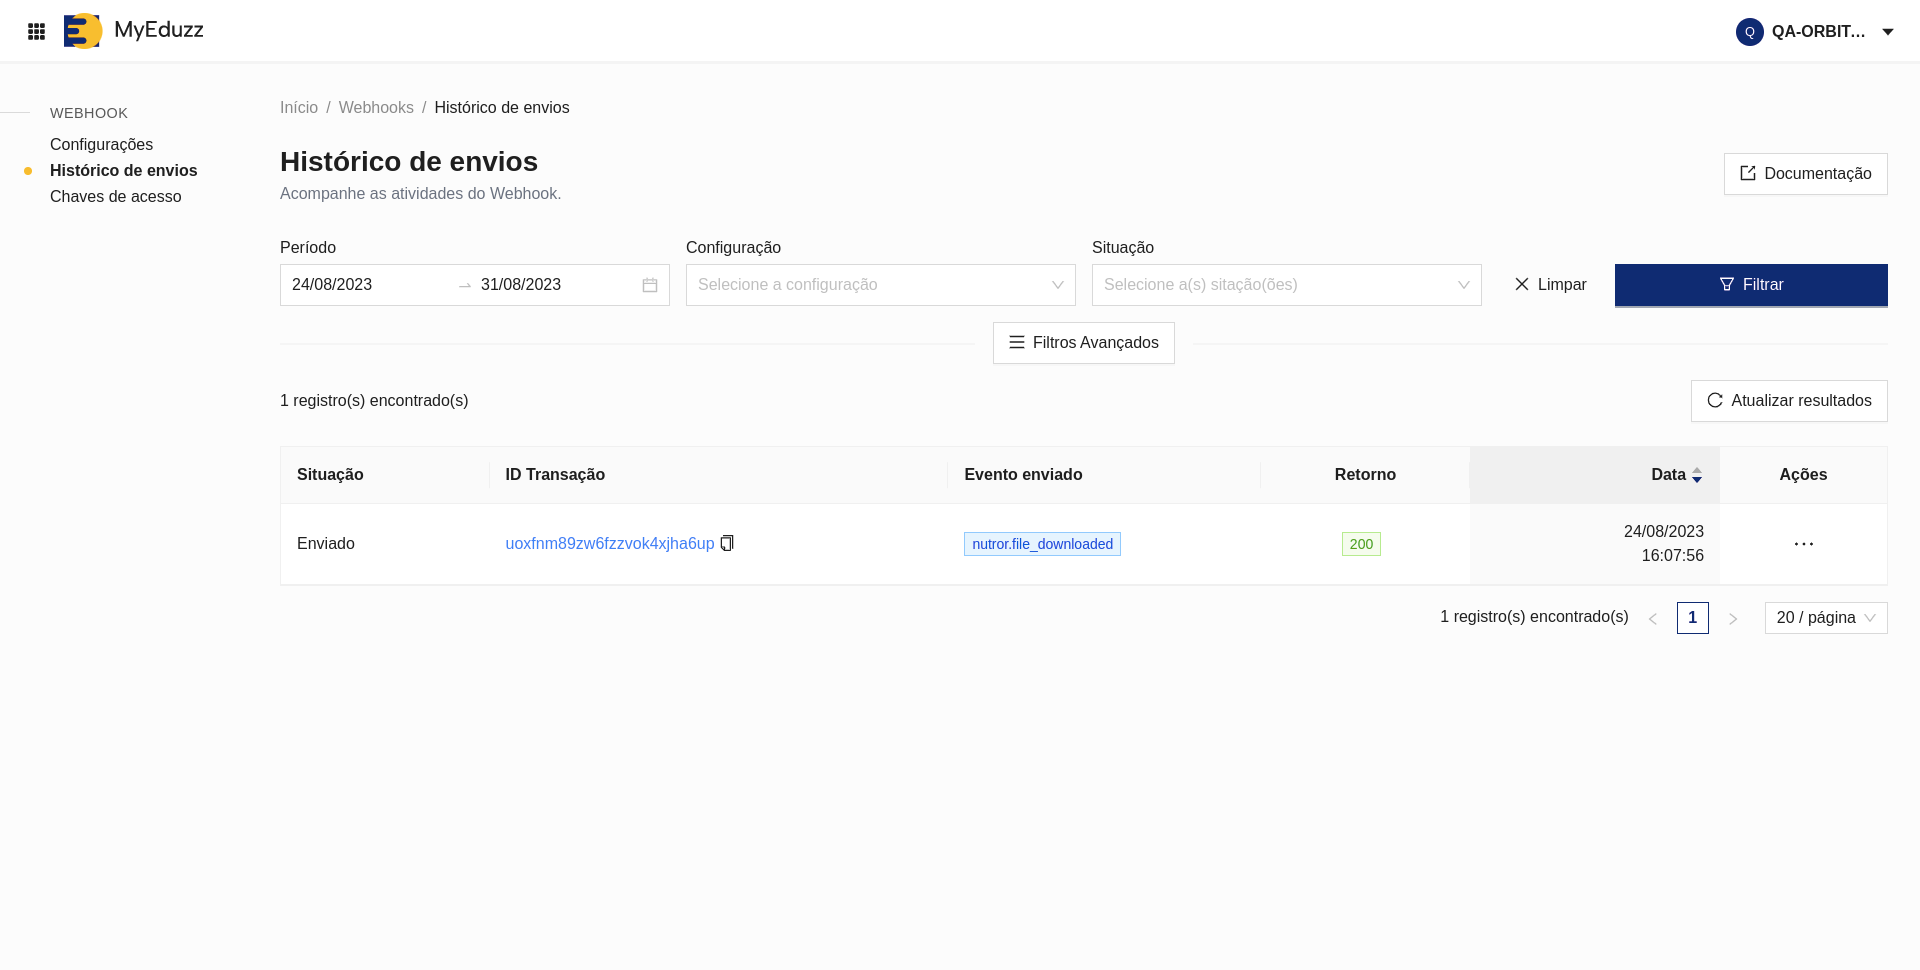 MyEduzz
Q QA-ORBIT...
WEBHOOK
Configurações
Histórico de envios
Chaves de acesso
Início / Webhooks / Histórico de envios
Histórico de envios
Acompanhe as atividades do Webhook.
Documentação
Período
Configuração
Situação
24/08/2023
31/08/2023
Selecione a configuração
Selecione a(s) sitação(ões)
Limpar
Filtrar
Filtros Avançados
1 registro(s) encontrado(s)
Atualizar resultados
Situação
ID Transação
Evento enviado
Retorno
Data
Ações
Enviado
uoxfnm89zw6fzzvok4xjha6up
nutror.file_downloaded
200
24/08/2023
16:07:56
1 registro(s) encontrado(s)
1
20 / página